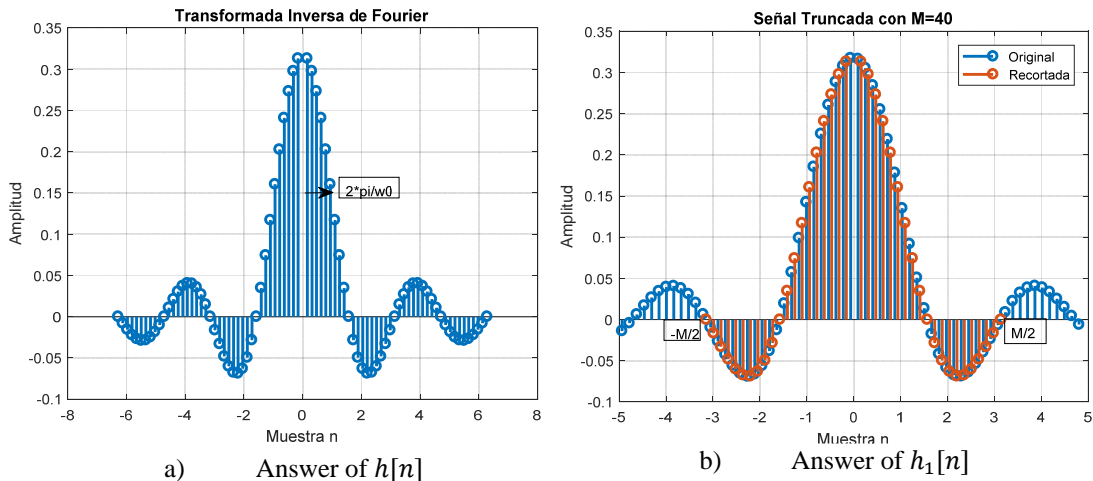 Transformada Inversa de Fourier
0.35
0.3
0.25
0.2
0.15
0.1
0.05
0
-0.05
-0.1
Amplitud
2*pi/w0
-8 -6 -4 -2 0 2 4 6 8
Muestra n
a) Answer of h[n]
Señal Truncada con M=40
0.35
0.3
0.25
0.2
0.15
0.1
0.05
0
-0.05
-0.1
Amplitud
Original
Recortada
-M/2
M/2
-5 -4 -3 -2 -1 0 1 2 3 4 5
Muestra n
b) Answer of h₁[n]